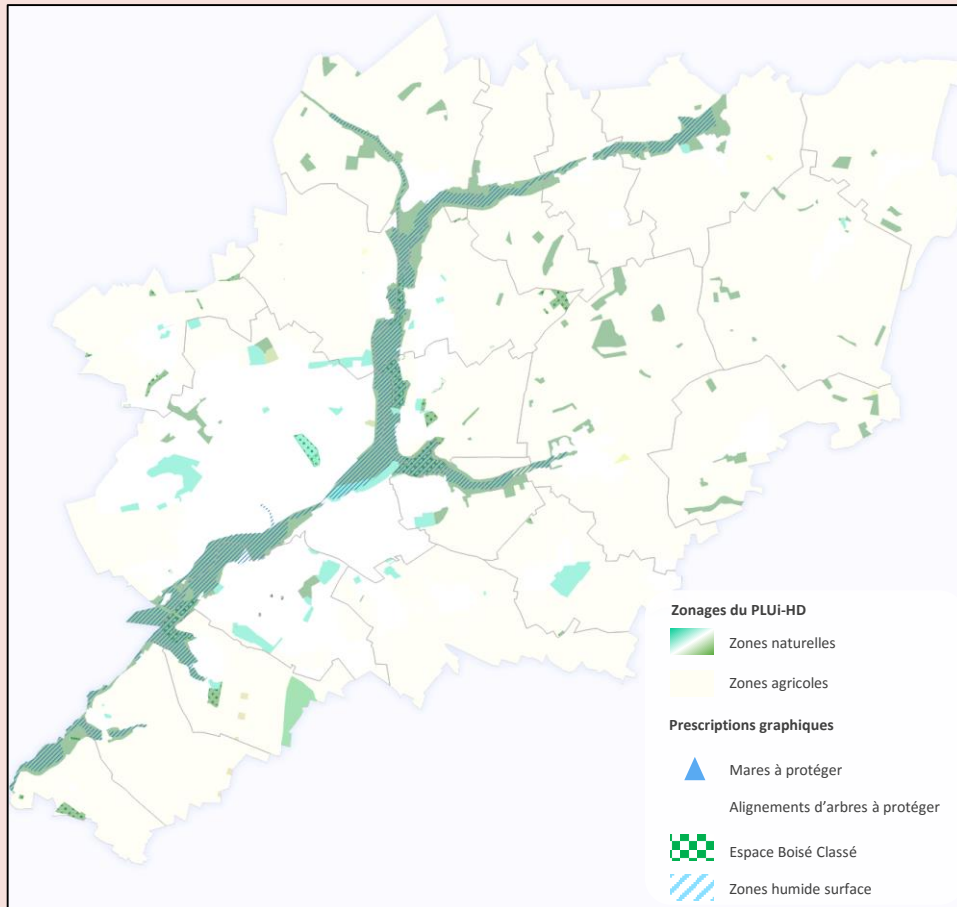 Zonages du PLUi-HD
Zones naturelles
Zones agricoles
Prescriptions graphiques
Mares à protéger
Alignements d'arbres à protéger
Espace Boisé Classé
Zones humide surface